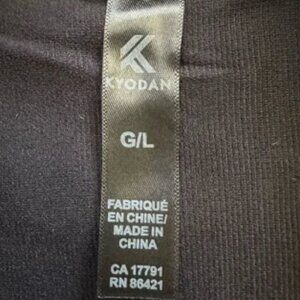 KYODAN
G/L
FABRIQUÉ
EN CHINE/
MADE IN
CHINA
CA 17791
RN 86421